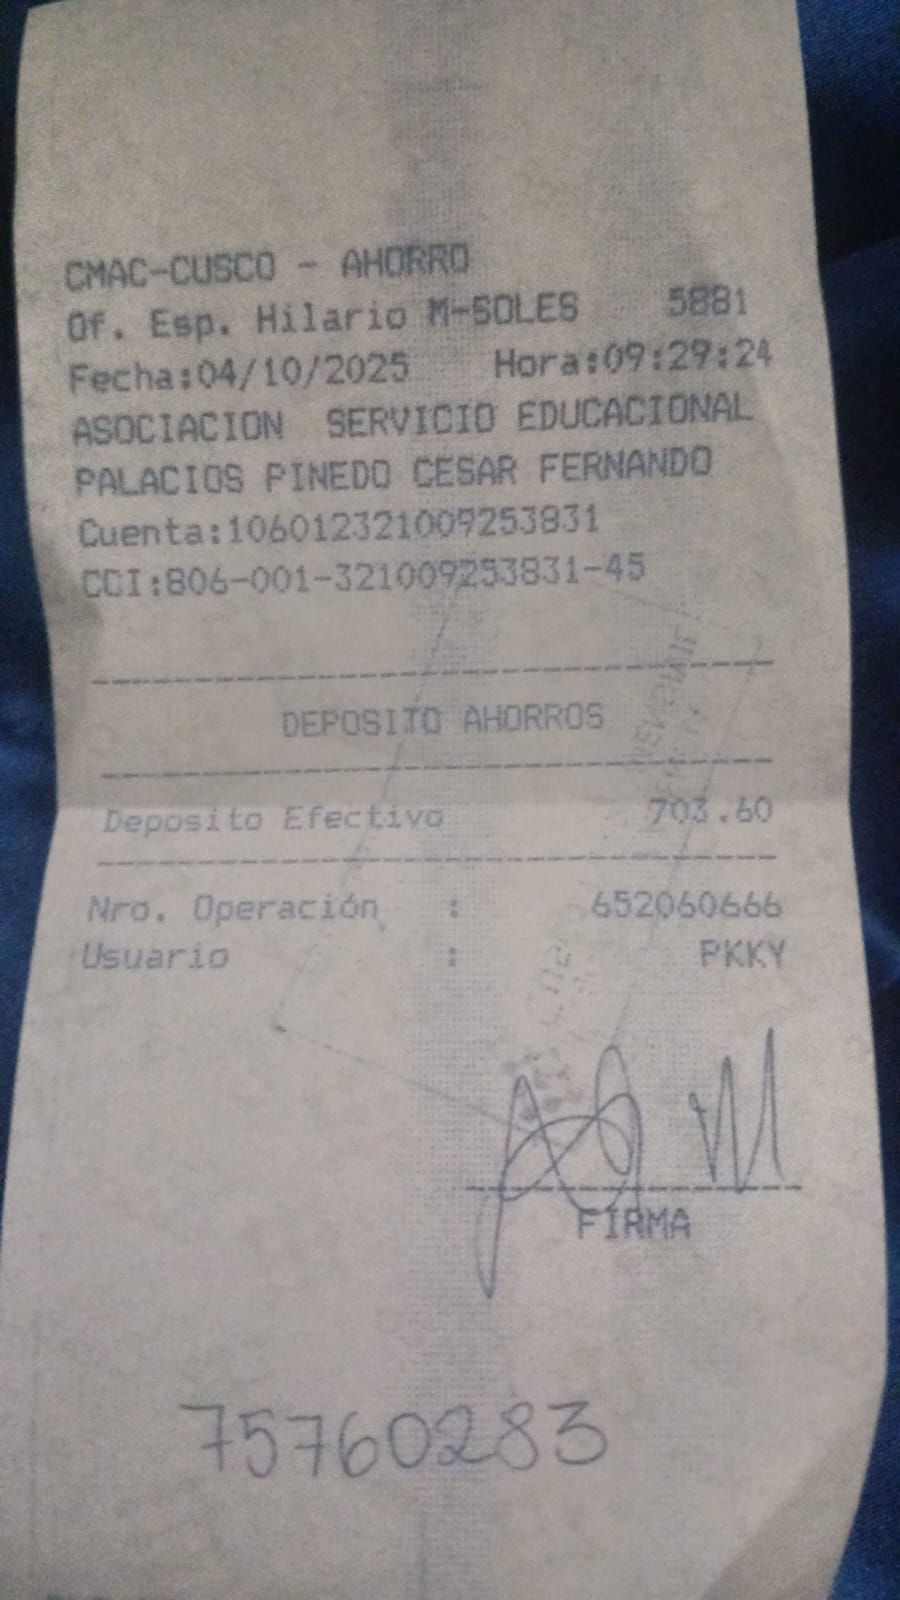 CMAC-CUSCO - AHORRO
Of. Esp. Hilario M-SOLES 5881
Fecha:04/10/2025 Hora:09:29:24
ASOCIACION SERVICIO EDUCACIONAL
PALACIOS PINEDO CESAR FERNANDO
Cuenta:106012321009253831
CCI:806-001-321009253831-45
DEPOSITO AHORROS
Deposito Efectivo 703.60
Nro. Operación : 652060666
Usuario : PKKY
FIRMA
75760283